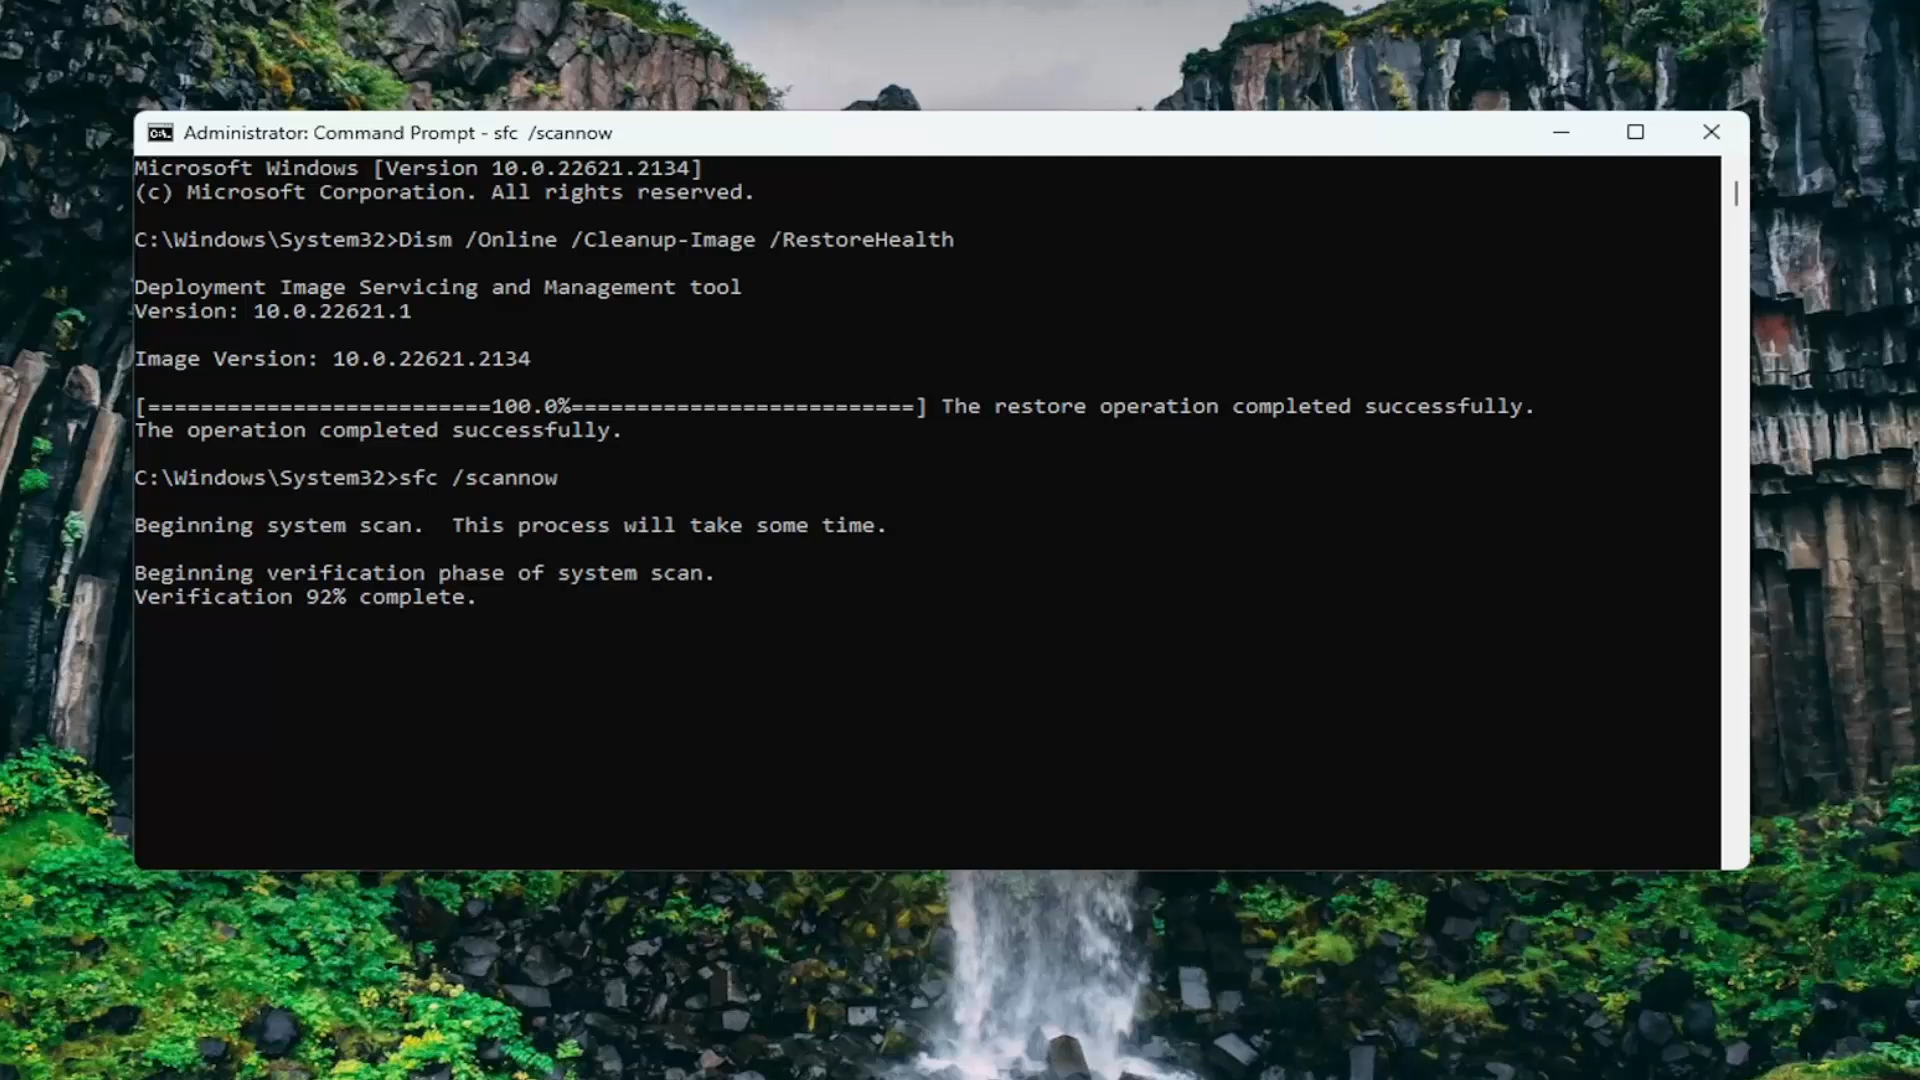 Administrator: Command Prompt - sfc  /scannow
Microsoft Windows [Version 10.0.22621.2134]
(c) Microsoft Corporation. All rights reserved.
C:\Windows\System32>Dism /Online /Cleanup-Image /RestoreHealth
Deployment Image Servicing and Management tool
Version: 10.0.22621.1
Image Version: 10.0.22621.2134
[==========================100.0%==========================] The restore operation completed successfully.
The operation completed successfully.
C:\Windows\System32>sfc /scannow
Beginning system scan.  This process will take some time.
Beginning verification phase of system scan.
Verification 92% complete.